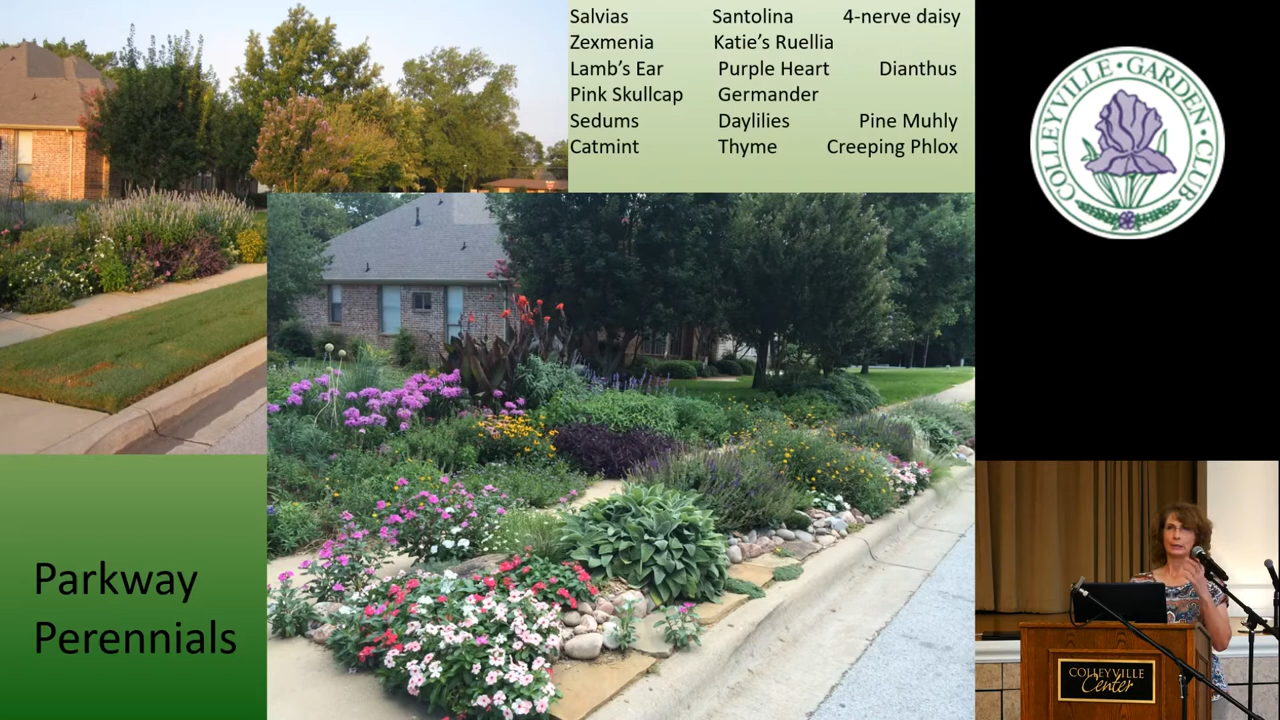 Salvias Santolina 4-nerve daisy
Zexmenia Katie's Ruellia
Lamb's Ear Purple Heart Dianthus
Pink Skullcap Germander
Sedums Daylilies Pine Muhly
Catmint Thyme Creeping Phlox
COLLEYVILLE • GARDEN • CLUB
Parkway
Perennials
COLLEYVILLE
Center